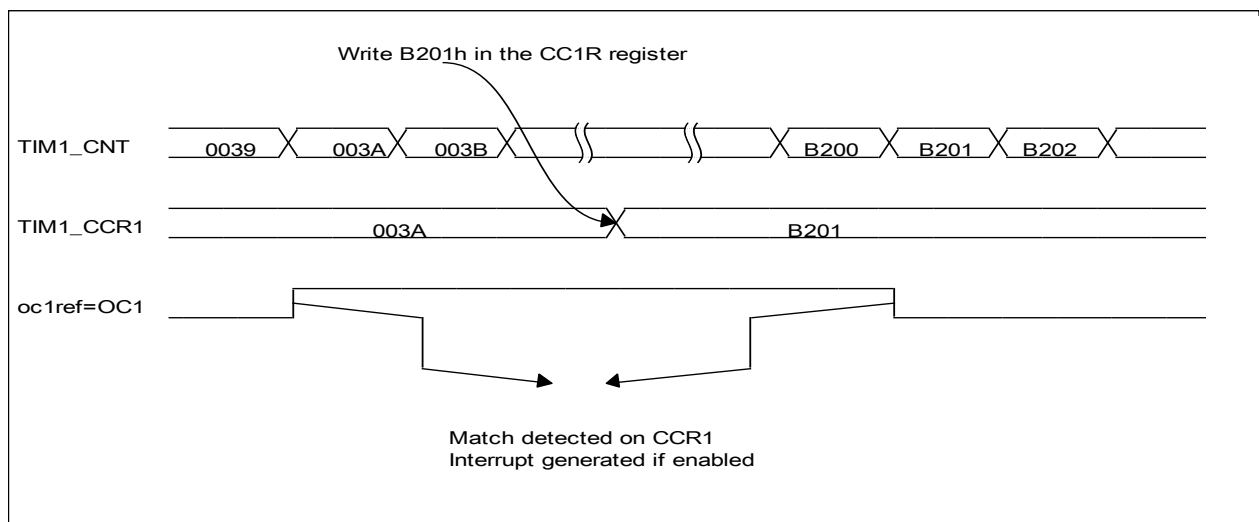 Write B201h in the CC1R register
TIM1_CNT 0039 003A 003B B200 B201 B202
TIM1_CCR1 003A B201
oc1ref=OC1
Match detected on CCR1
Interrupt generated if enabled